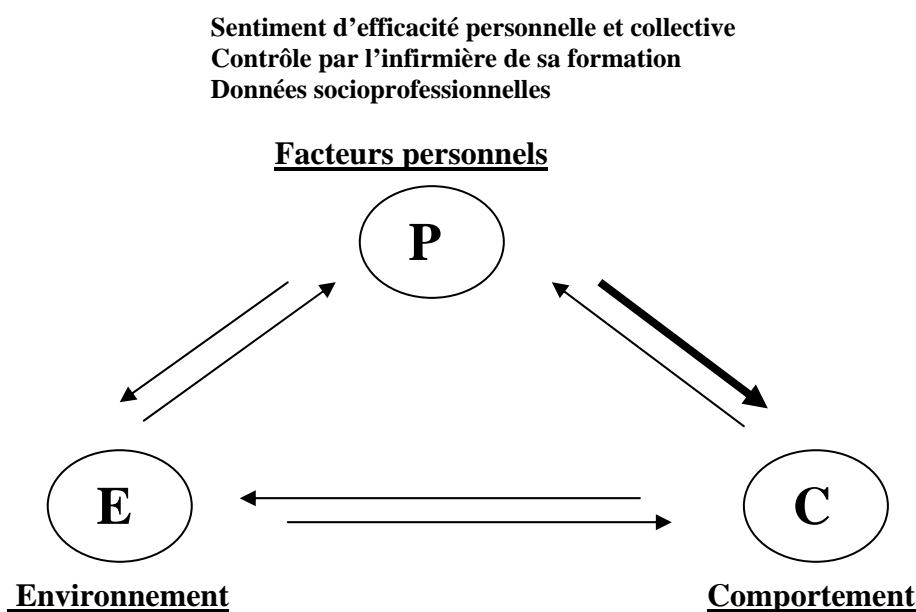 Sentiment d’efficacité personnelle et collective
Contrôle par l’infirmière de sa formation
Données socioprofessionnelles
Facteurs personnels
P
E
C
Environnement
Comportement